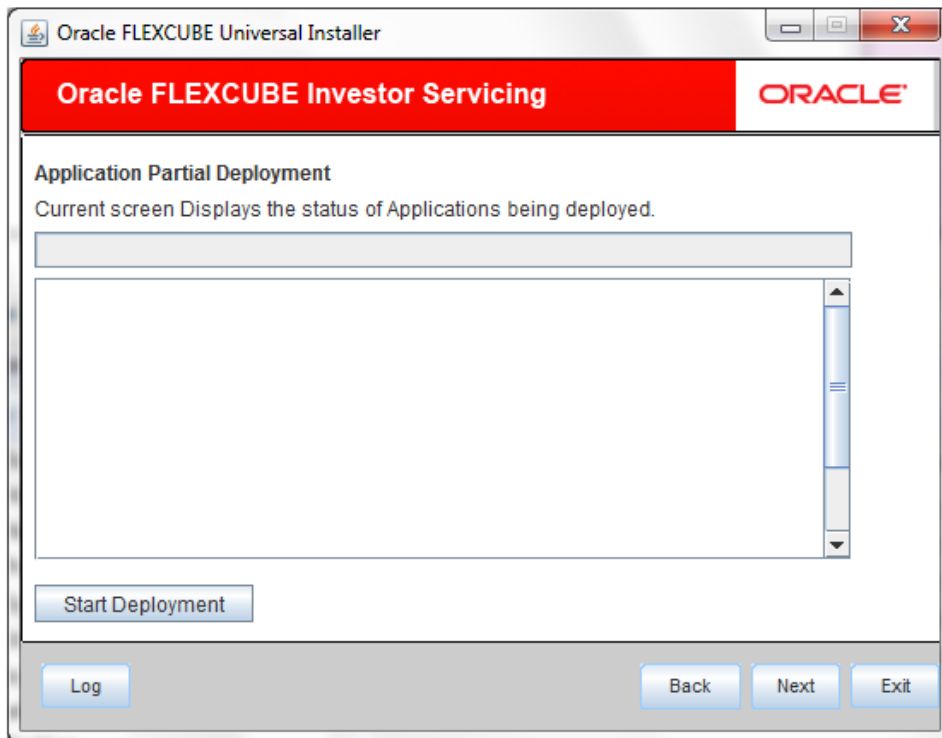 Oracle FLEXCUBE Universal Installer
Oracle FLEXCUBE Investor Servicing
ORACLE
Application Partial Deployment
Current screen Displays the status of Applications being deployed.
Start Deployment
Log
Back
Next
Exit